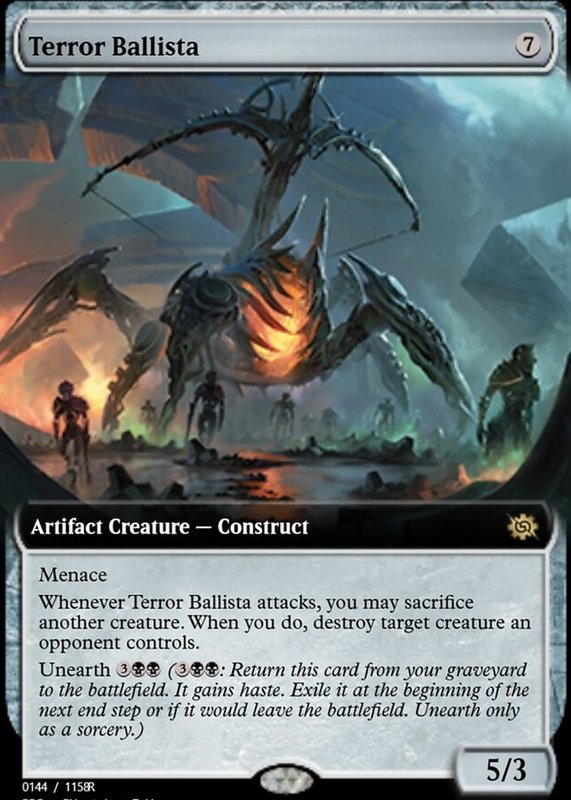 Terror Ballista 7
Artifact Creature — Construct
Menace
Whenever Terror Ballista attacks, you may sacrifice
another creature. When you do, destroy target creature an
opponent controls.
Unearth 3 (3: Return this card from your graveyard
to the battlefield. It gains haste. Exile it at the beginning of the
next end step or if it would leave the battlefield. Unearth only
as a sorcery.)
5/3
0144 / 1158R